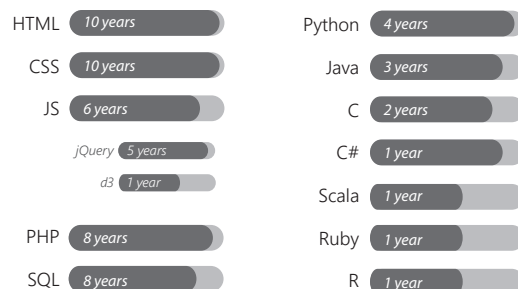 HTML 10 years
CSS 10 years
JS 6 years
jQuery 5 years
d3 1 year
PHP 8 years
SQL 8 years
Python 4 years
Java 3 years
C 2 years
C# 1 year
Scala 1 year
Ruby 1 year
R 1 year